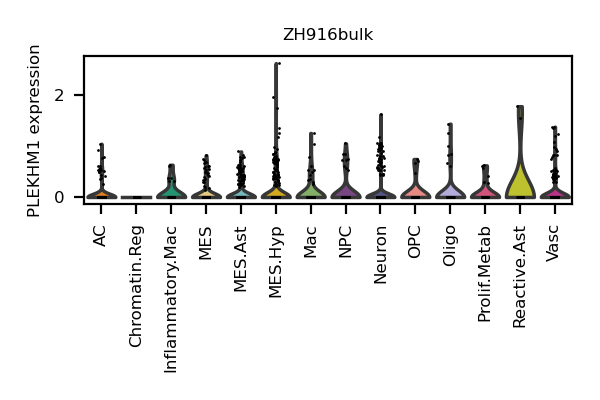 ZH916bulk
PLEKHM1 expression
2
0
AC
Chromatin.Reg
Inflammatory.Mac
MES
MES.Ast
MES.Hyp
Mac
NPC
Neuron
OPC
Oligo
Prolif.Metab
Reactive.Ast
Vasc